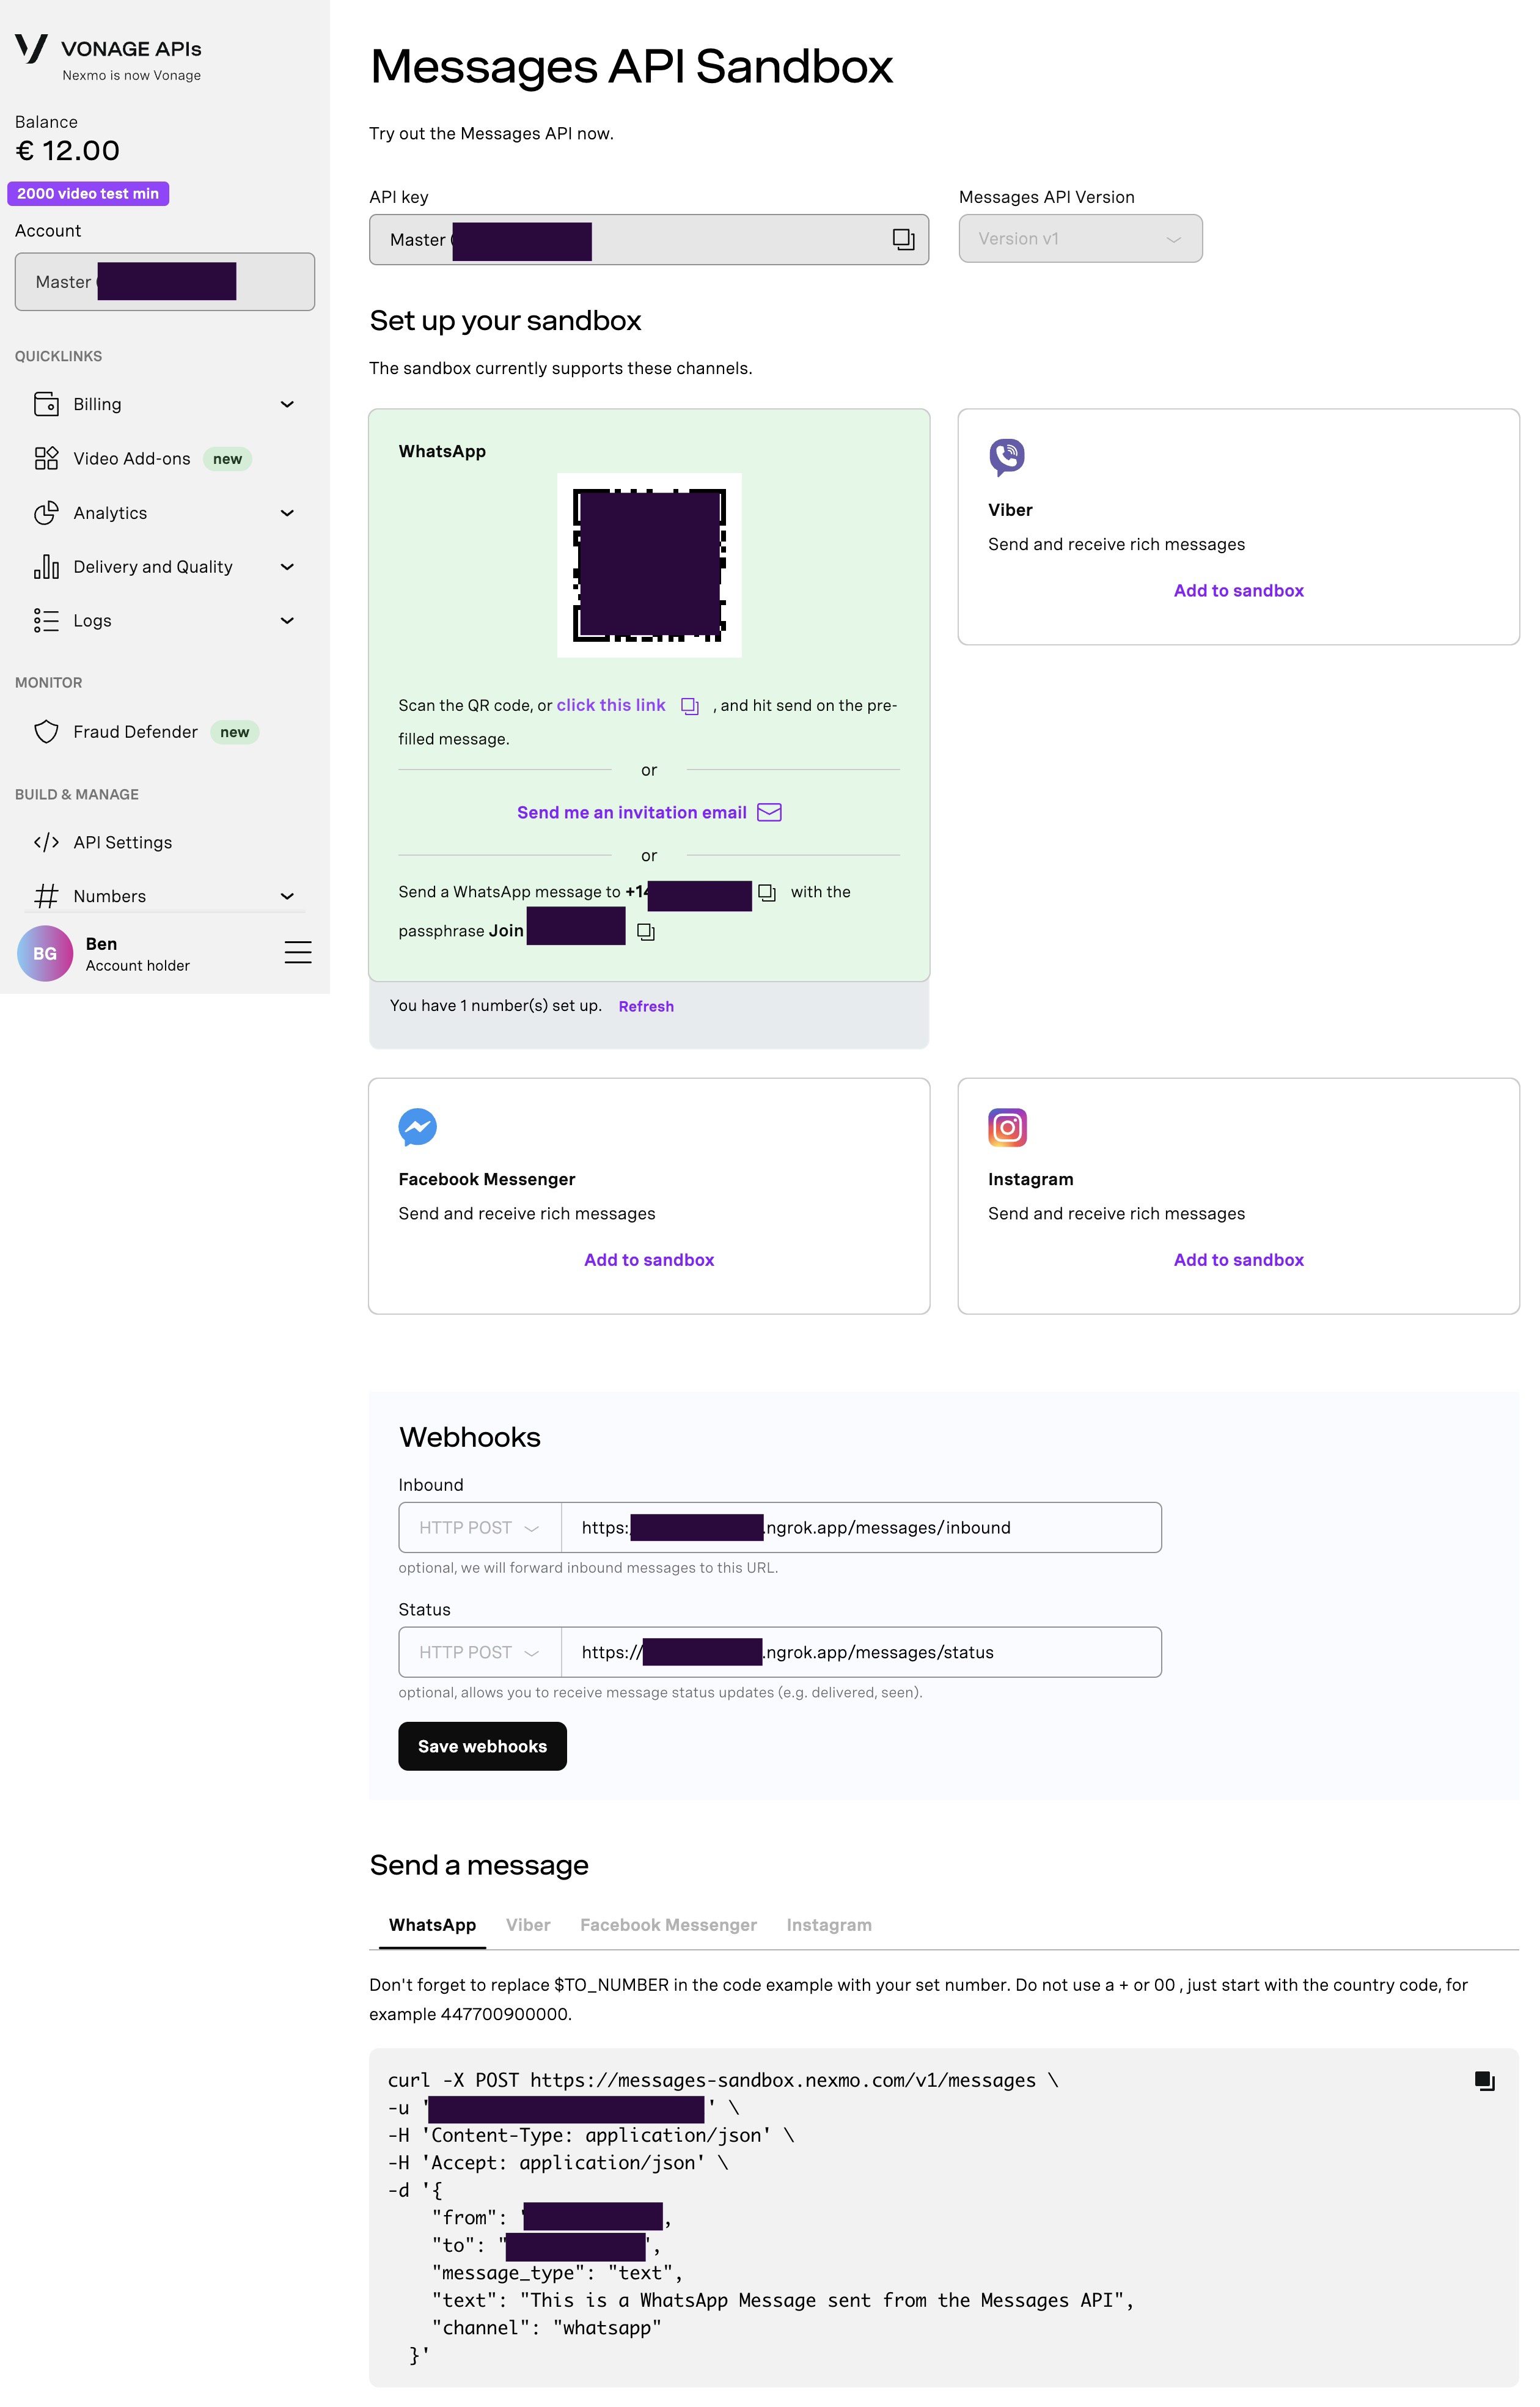 VONAGE APIs
Nexmo is now Vonage
Balance
€ 12.00
2000 video test min
Account
Master
QUICKLINKS
Billing
Video Add-ons new
Analytics
Delivery and Quality
Logs
MONITOR
Fraud Defender new
BUILD & MANAGE
API Settings
Numbers
BG
Ben
Account holder
Messages API Sandbox
Try out the Messages API now.
API key
Master (
Messages API Version
Version v1
Set up your sandbox
The sandbox currently supports these channels.
WhatsApp
Scan the QR code, or click this link , and hit send on the pre-
filled message.
or
Send me an invitation email
or
Send a WhatsApp message to +14 with the
passphrase Join
You have 1 number(s) set up. Refresh
Viber
Send and receive rich messages
Add to sandbox
Facebook Messenger
Send and receive rich messages
Add to sandbox
Instagram
Send and receive rich messages
Add to sandbox
Webhooks
Inbound
HTTP POST https: .ngrok.app/messages/inbound
optional, we will forward inbound messages to this URL.
Status
HTTP POST https:// .ngrok.app/messages/status
optional, allows you to receive message status updates (e.g. delivered, seen).
Save webhooks
Send a message
WhatsApp Viber Facebook Messenger Instagram
Don't forget to replace $TO_NUMBER in the code example with your set number. Do not use a + or 00 , just start with the country code, for
example 447700900000.
curl -X POST https://messages-sandbox.nexmo.com/v1/messages \
-u ' ' \
-H 'Content-Type: application/json' \
-H 'Accept: application/json' \
-d '{
"from": ,
"to": " ",
"message_type": "text",
"text": "This is a WhatsApp Message sent from the Messages API",
"channel": "whatsapp"
}'